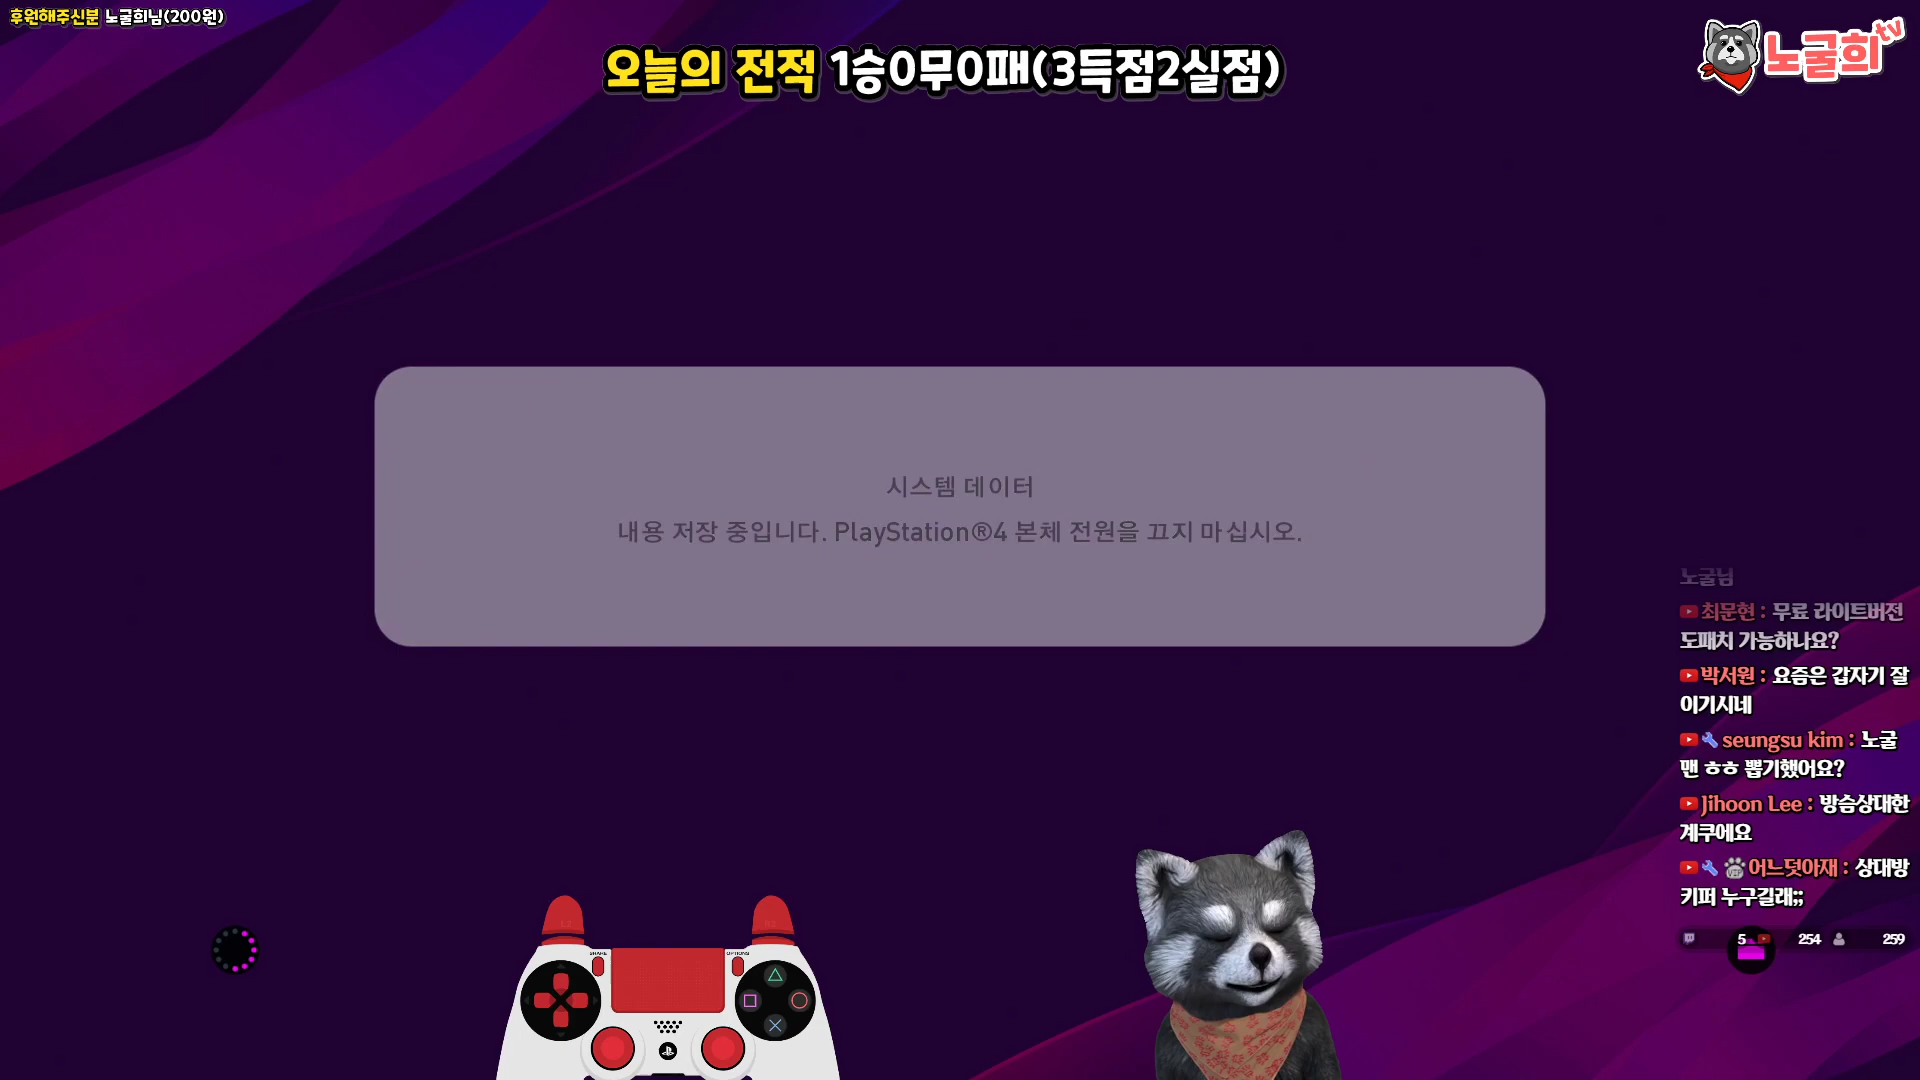 후원해주신분 노굴희님(200원)
오늘의 전적 1승0무0패(3득점2실점)
노굴희tv
시스템 데이터
내용 저장 중입니다. PlayStation®4 본체 전원을 끄지 마십시오.
노굴님
최문현 : 무료 라이트버전
도패치 가능하나요?
박서원 : 요즘은 갑자기 잘
이기시네
seungsu kim : 노굴
맨 ㅎㅎ 뽑기했어요?
Jihoon Lee : 방슴상대한
계쿠에요
어느덧아재 : 상대방
키퍼 누구길래;;
5 254 259
SHARE
OPTIONS
L2
R2